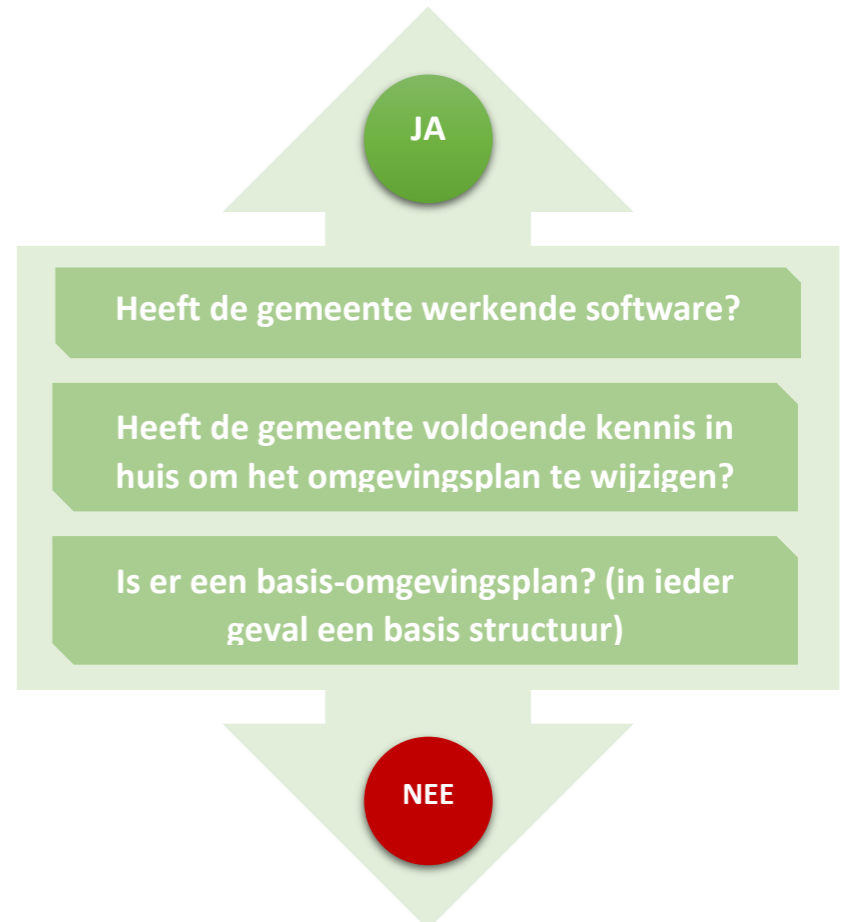 JA
Heeft de gemeente werkende software?
Heeft de gemeente voldoende kennis in
huis om het omgevingsplan te wijzigen?
Is er een basis-omgevingsplan? (in ieder
geval een basis structuur)
NEE